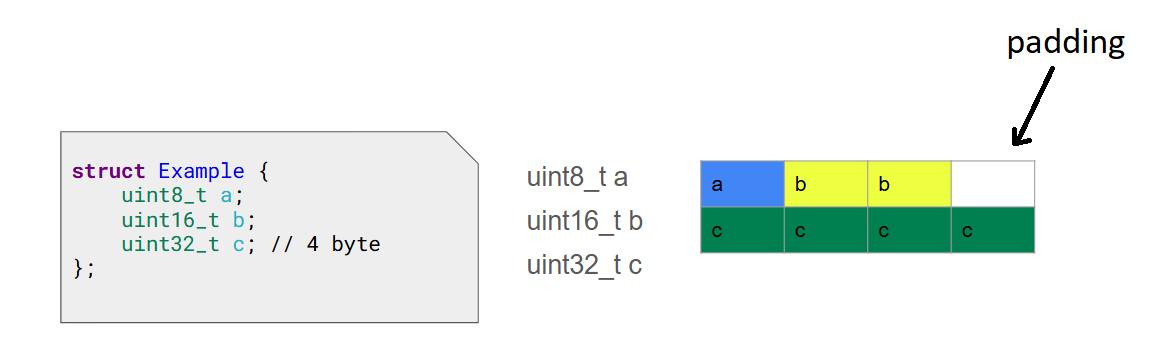 padding
struct Example {
uint8_t a;
uint16_t b;
uint32_t c; // 4 byte
};
uint8_t a
uint16_t b
uint32_t c
a b b
c c c c